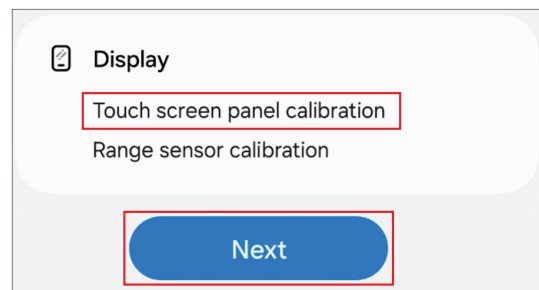 Display
Touch screen panel calibration
Range sensor calibration
Next